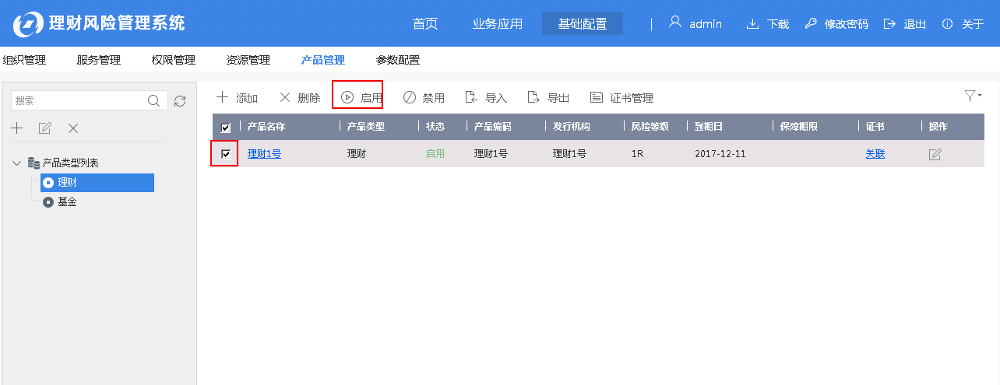 理财风险管理系统 首页 业务应用 基础配置 admin 下载 修改密码 退出 关于
组织管理 服务管理 权限管理 资源管理 产品管理 参数配置
搜索
添加 删除 启用 禁用 导入 导出 证书管理
产品名称 产品类型 状态 产品编码 发行机构 风险等级 到期日 保障期限 证书 操作
理财1号 理财 启用 理财1号 理财1号 1R 2017-12-11 关联
产品类型列表
理财
基金